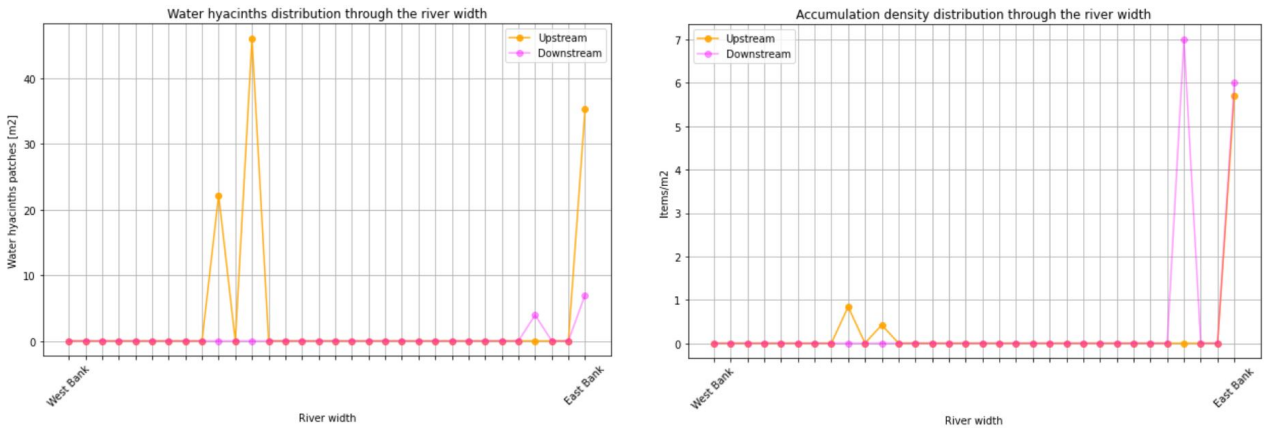 Water hyacinths distribution through the river width
Upstream
Downstream
Water hyacinths patches [m2]
40
30
20
10
0
West Bank
East Bank
River width
Accumulation density distribution through the river width
Upstream
Downstream
Items/m2
7
6
5
4
3
2
1
0
West Bank
East Bank
River width